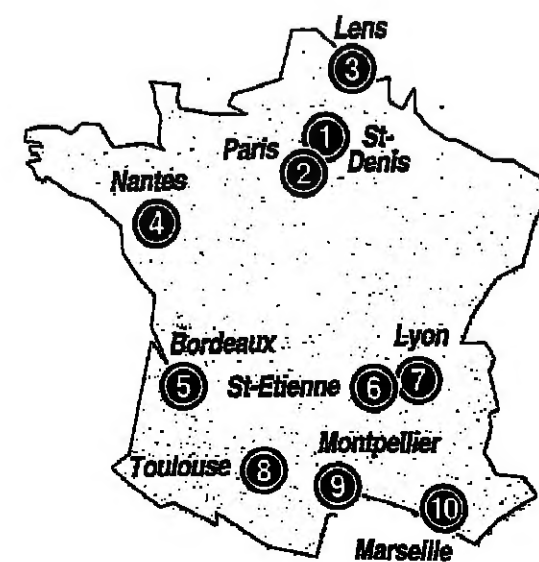 Lens
3
1
St-
Denis
Paris
2
Nantes
4
Bordeaux
5
Lyon
St-Etienne
6
7
Montpellier
Toulouse
8
9
10
Marseille